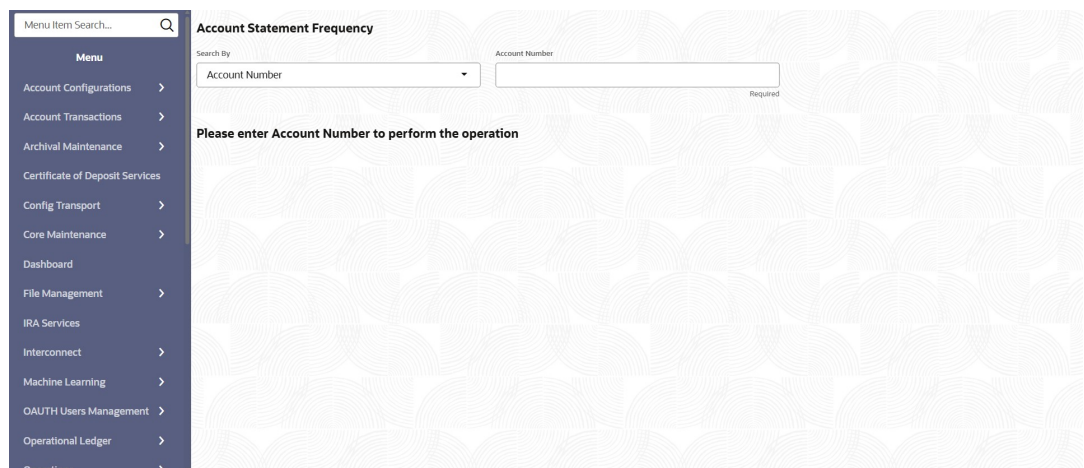 Menu Item Search...
Menu
Account Configurations
Account Transactions
Archival Maintenance
Certificate of Deposit Services
Config Transport
Core Maintenance
Dashboard
File Management
IRA Services
Interconnect
Machine Learning
OAUTH Users Management
Operational Ledger
Account Statement Frequency
Search By
Account Number
Account Number
Required
Please enter Account Number to perform the operation